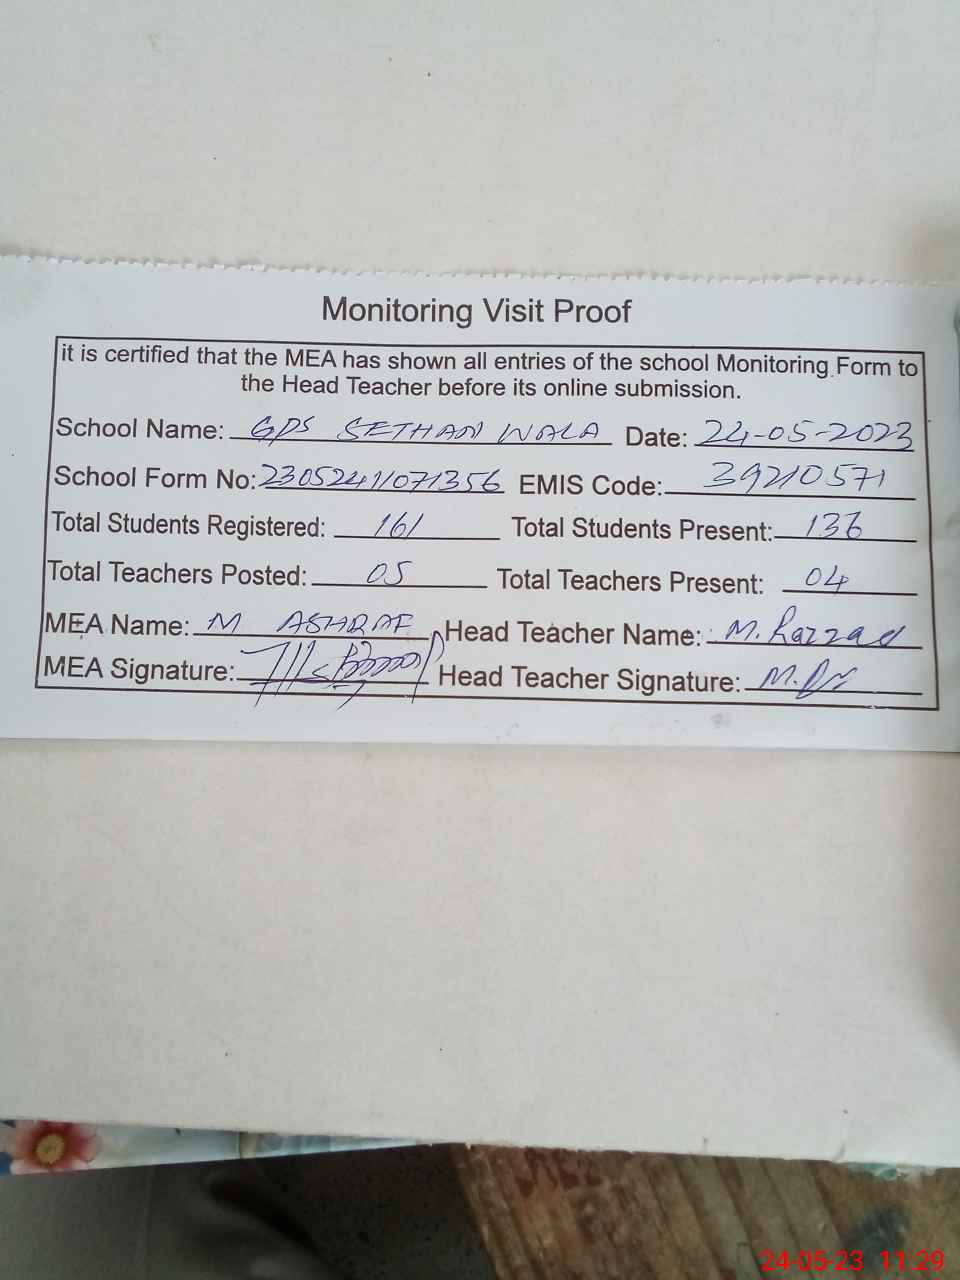 Monitoring Visit Proof
it is certified that the MEA has shown all entries of the school Monitoring Form to
the Head Teacher before its online submission.
School Name: GPS SETHAN WALA Date: 24-05-2023
School Form No: 23052411071356 EMIS Code: 39210571
Total Students Registered: 161 Total Students Present: 136
Total Teachers Posted: 05 Total Teachers Present: 04
MEA Name: M ASHRAF Head Teacher Name: M. Razzaq
MEA Signature: Head Teacher Signature: M.
24-05-23 11:29